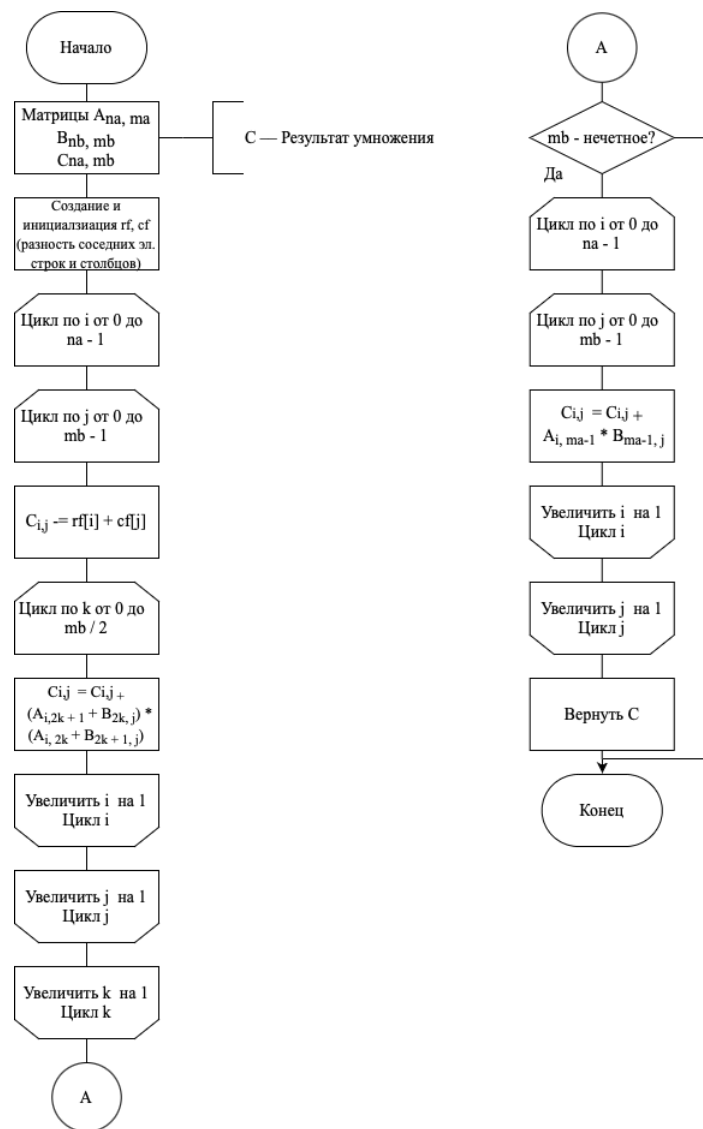 Начало
Матрицы Ana, ma
Bnb, mb
Cna, mb
C — Результат умножения
Создание и
инициалзиация rf, cf
(разность соседних эл.
строк и столбцов)
Цикл по i от 0 до
na - 1
Цикл по j от 0 до
mb - 1
Ci,j -= rf[i] + cf[j]
Цикл по k от 0 до
mb / 2
Ci,j = Ci,j +
(Ai,2k + 1 + B2k, j) *
(Ai, 2k + B2k + 1, j)
Увеличить i на 1
Цикл i
Увеличить j на 1
Цикл j
Увеличить k на 1
Цикл k
A
A
mb - нечетное?
Да
Цикл по i от 0 до
na - 1
Цикл по j от 0 до
mb - 1
Ci,j = Ci,j +
Ai, ma-1 * Bma-1, j
Увеличить i на 1
Цикл i
Увеличить j на 1
Цикл j
Вернуть C
Конец